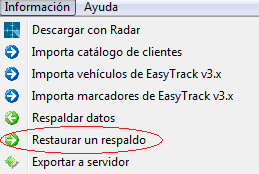 Información Ayuda
Descargar con Radar
Importa catálogo de clientes
Importa vehículos de EasyTrack v3.x
Importa marcadores de EasyTrack v3.x
Respaldar datos
Restaurar un respaldo
Exportar a servidor